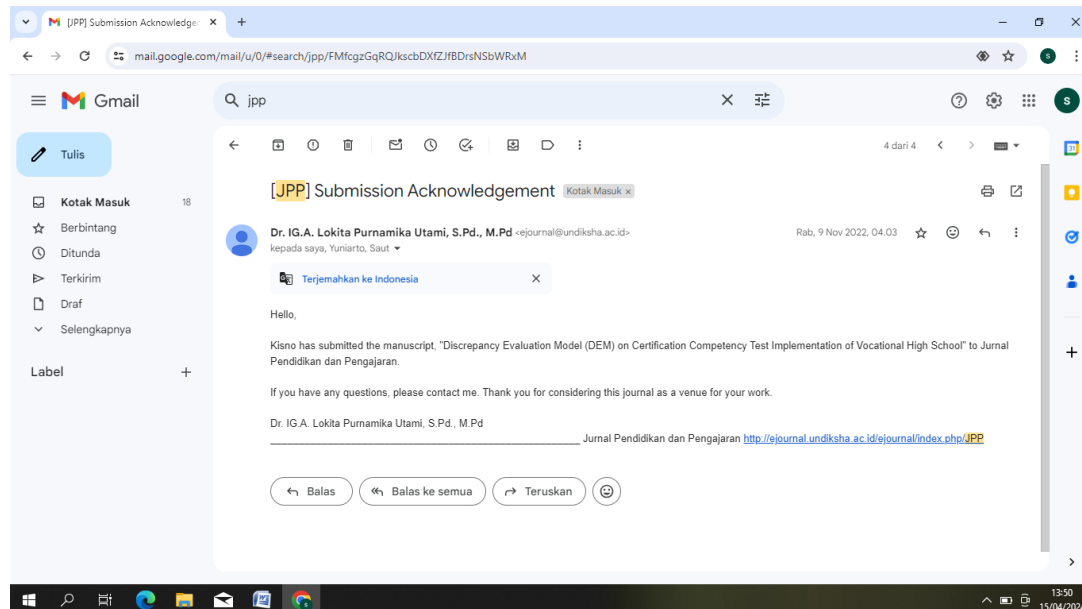 [JPP] Submission Acknowledge
mail.google.com/mail/u/0/#search/jpp/FMfcgzGqRQJkscbDXfZJfBDrsNSbWRxM
s
Gmail
jpp
s
Tulis
4 dari 4
31
[JPP] Submission Acknowledgement Kotak Masuk ×
Kotak Masuk 18
Berbintang
Ditunda
Terkirim
Draf
Selengkapnya
Label +
Dr. IG.A. Lokita Purnamika Utami, S.Pd., M.Pd <ejournal@undiksha.ac.id> Rab, 9 Nov 2022, 04.03
kepada saya, Yuniarto, Saut
Terjemahkan ke Indonesia
Hello,
Kisno has submitted the manuscript, "Discrepancy Evaluation Model (DEM) on Certification Competency Test Implementation of Vocational High School" to Jurnal
Pendidikan dan Pengajaran.
If you have any questions, please contact me. Thank you for considering this journal as a venue for your work.
Dr. IG.A. Lokita Purnamika Utami, S.Pd., M.Pd
________________________________________________ Jurnal Pendidikan dan Pengajaran http://ejournal.undiksha.ac.id/ejournal/index.php/JPP
Balas
Balas ke semua
Teruskan
13:50